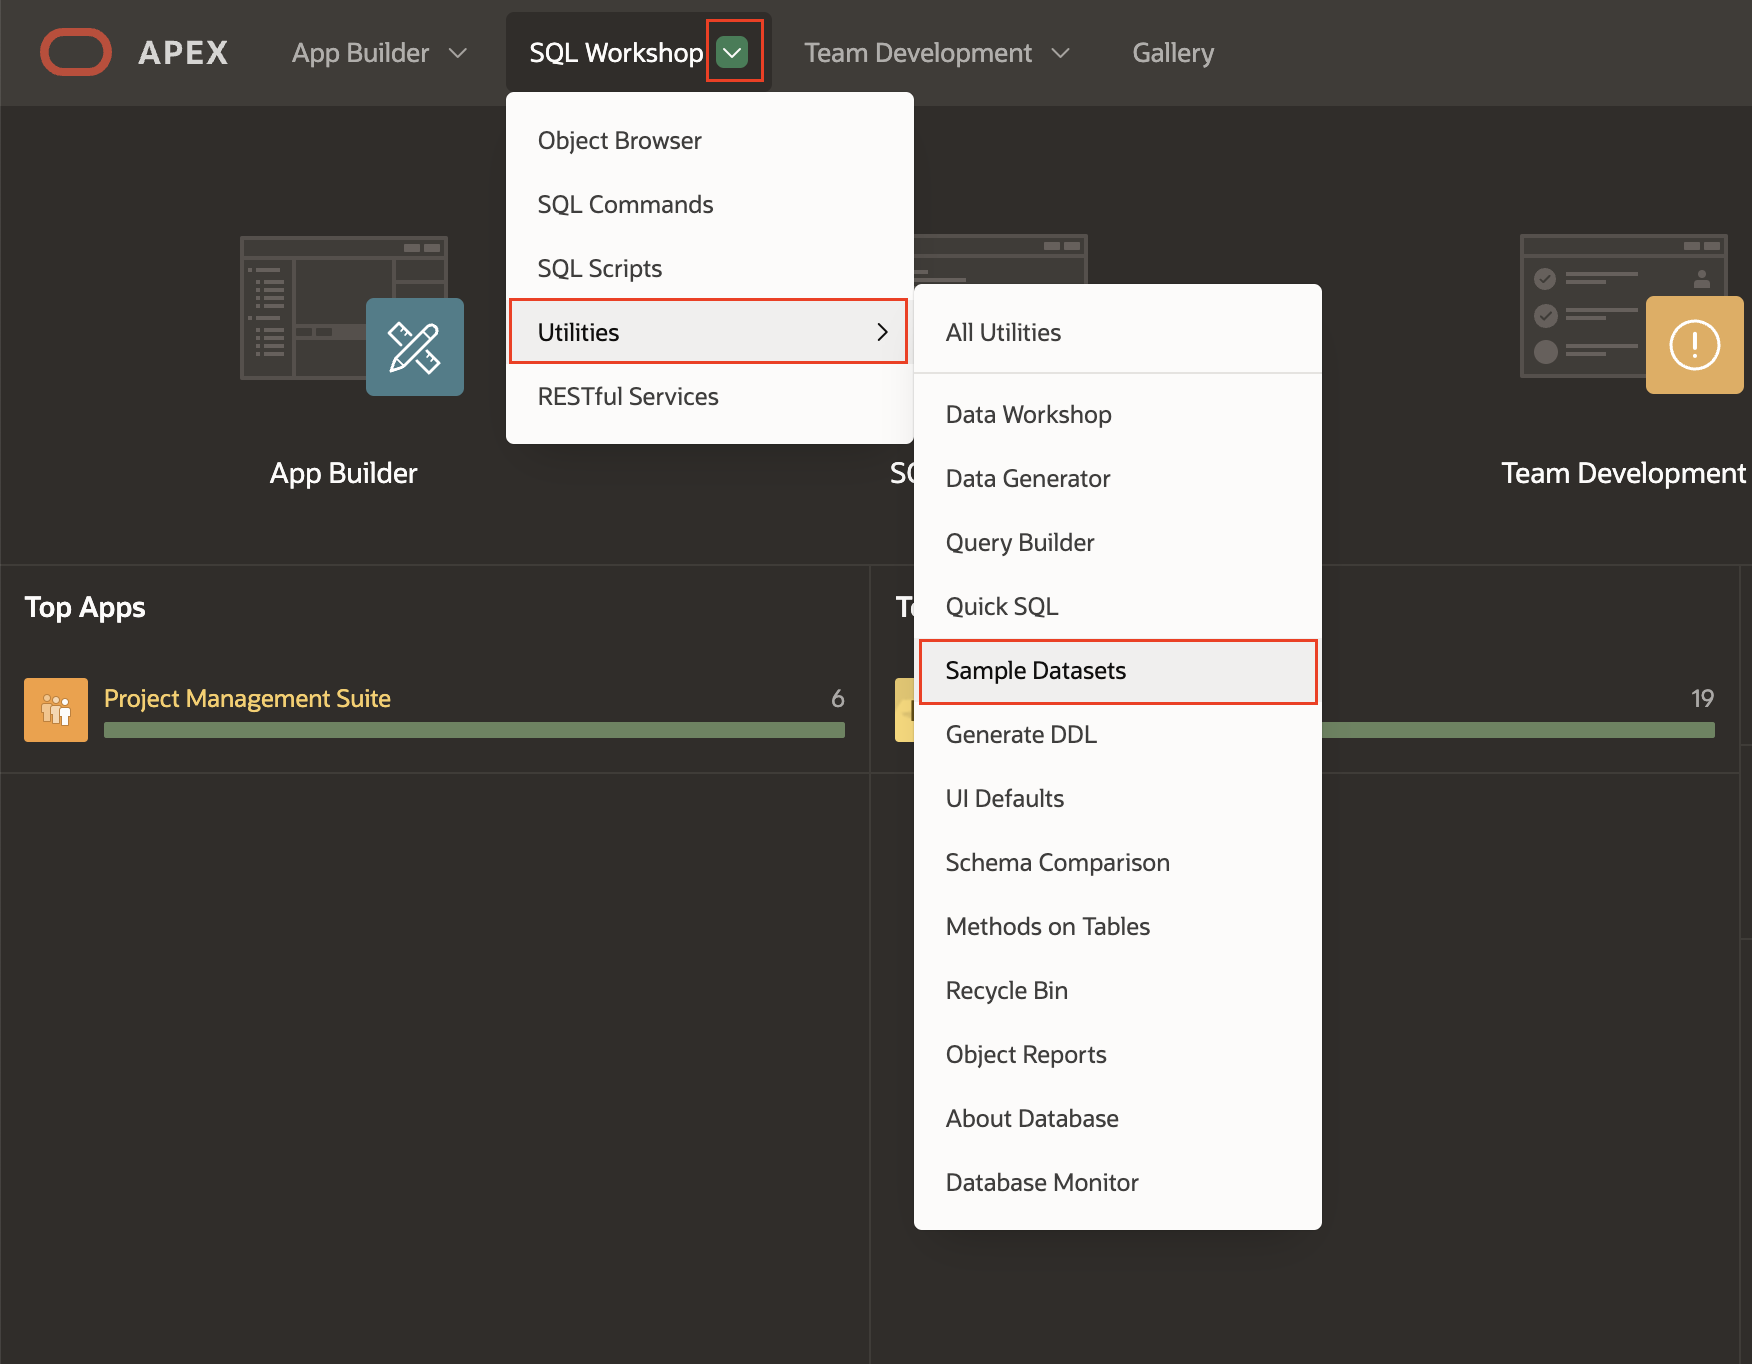 APEX
App Builder
SQL Workshop
Team Development
Gallery
Object Browser
SQL Commands
SQL Scripts
Utilities
RESTful Services
All Utilities
Data Workshop
Data Generator
Query Builder
Quick SQL
Sample Datasets
Generate DDL
UI Defaults
Schema Comparison
Methods on Tables
Recycle Bin
Object Reports
About Database
Database Monitor
App Builder
Team Development
Top Apps
Project Management Suite
6
19